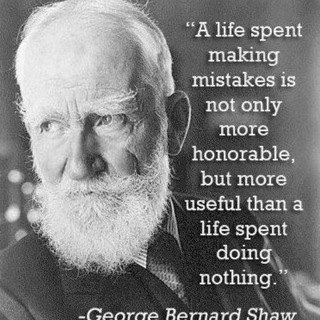 “A life spent
making
mistakes is
not only
more
honorable,
but more
useful than a
life spent
doing
nothing.”
-George Bernard Shaw